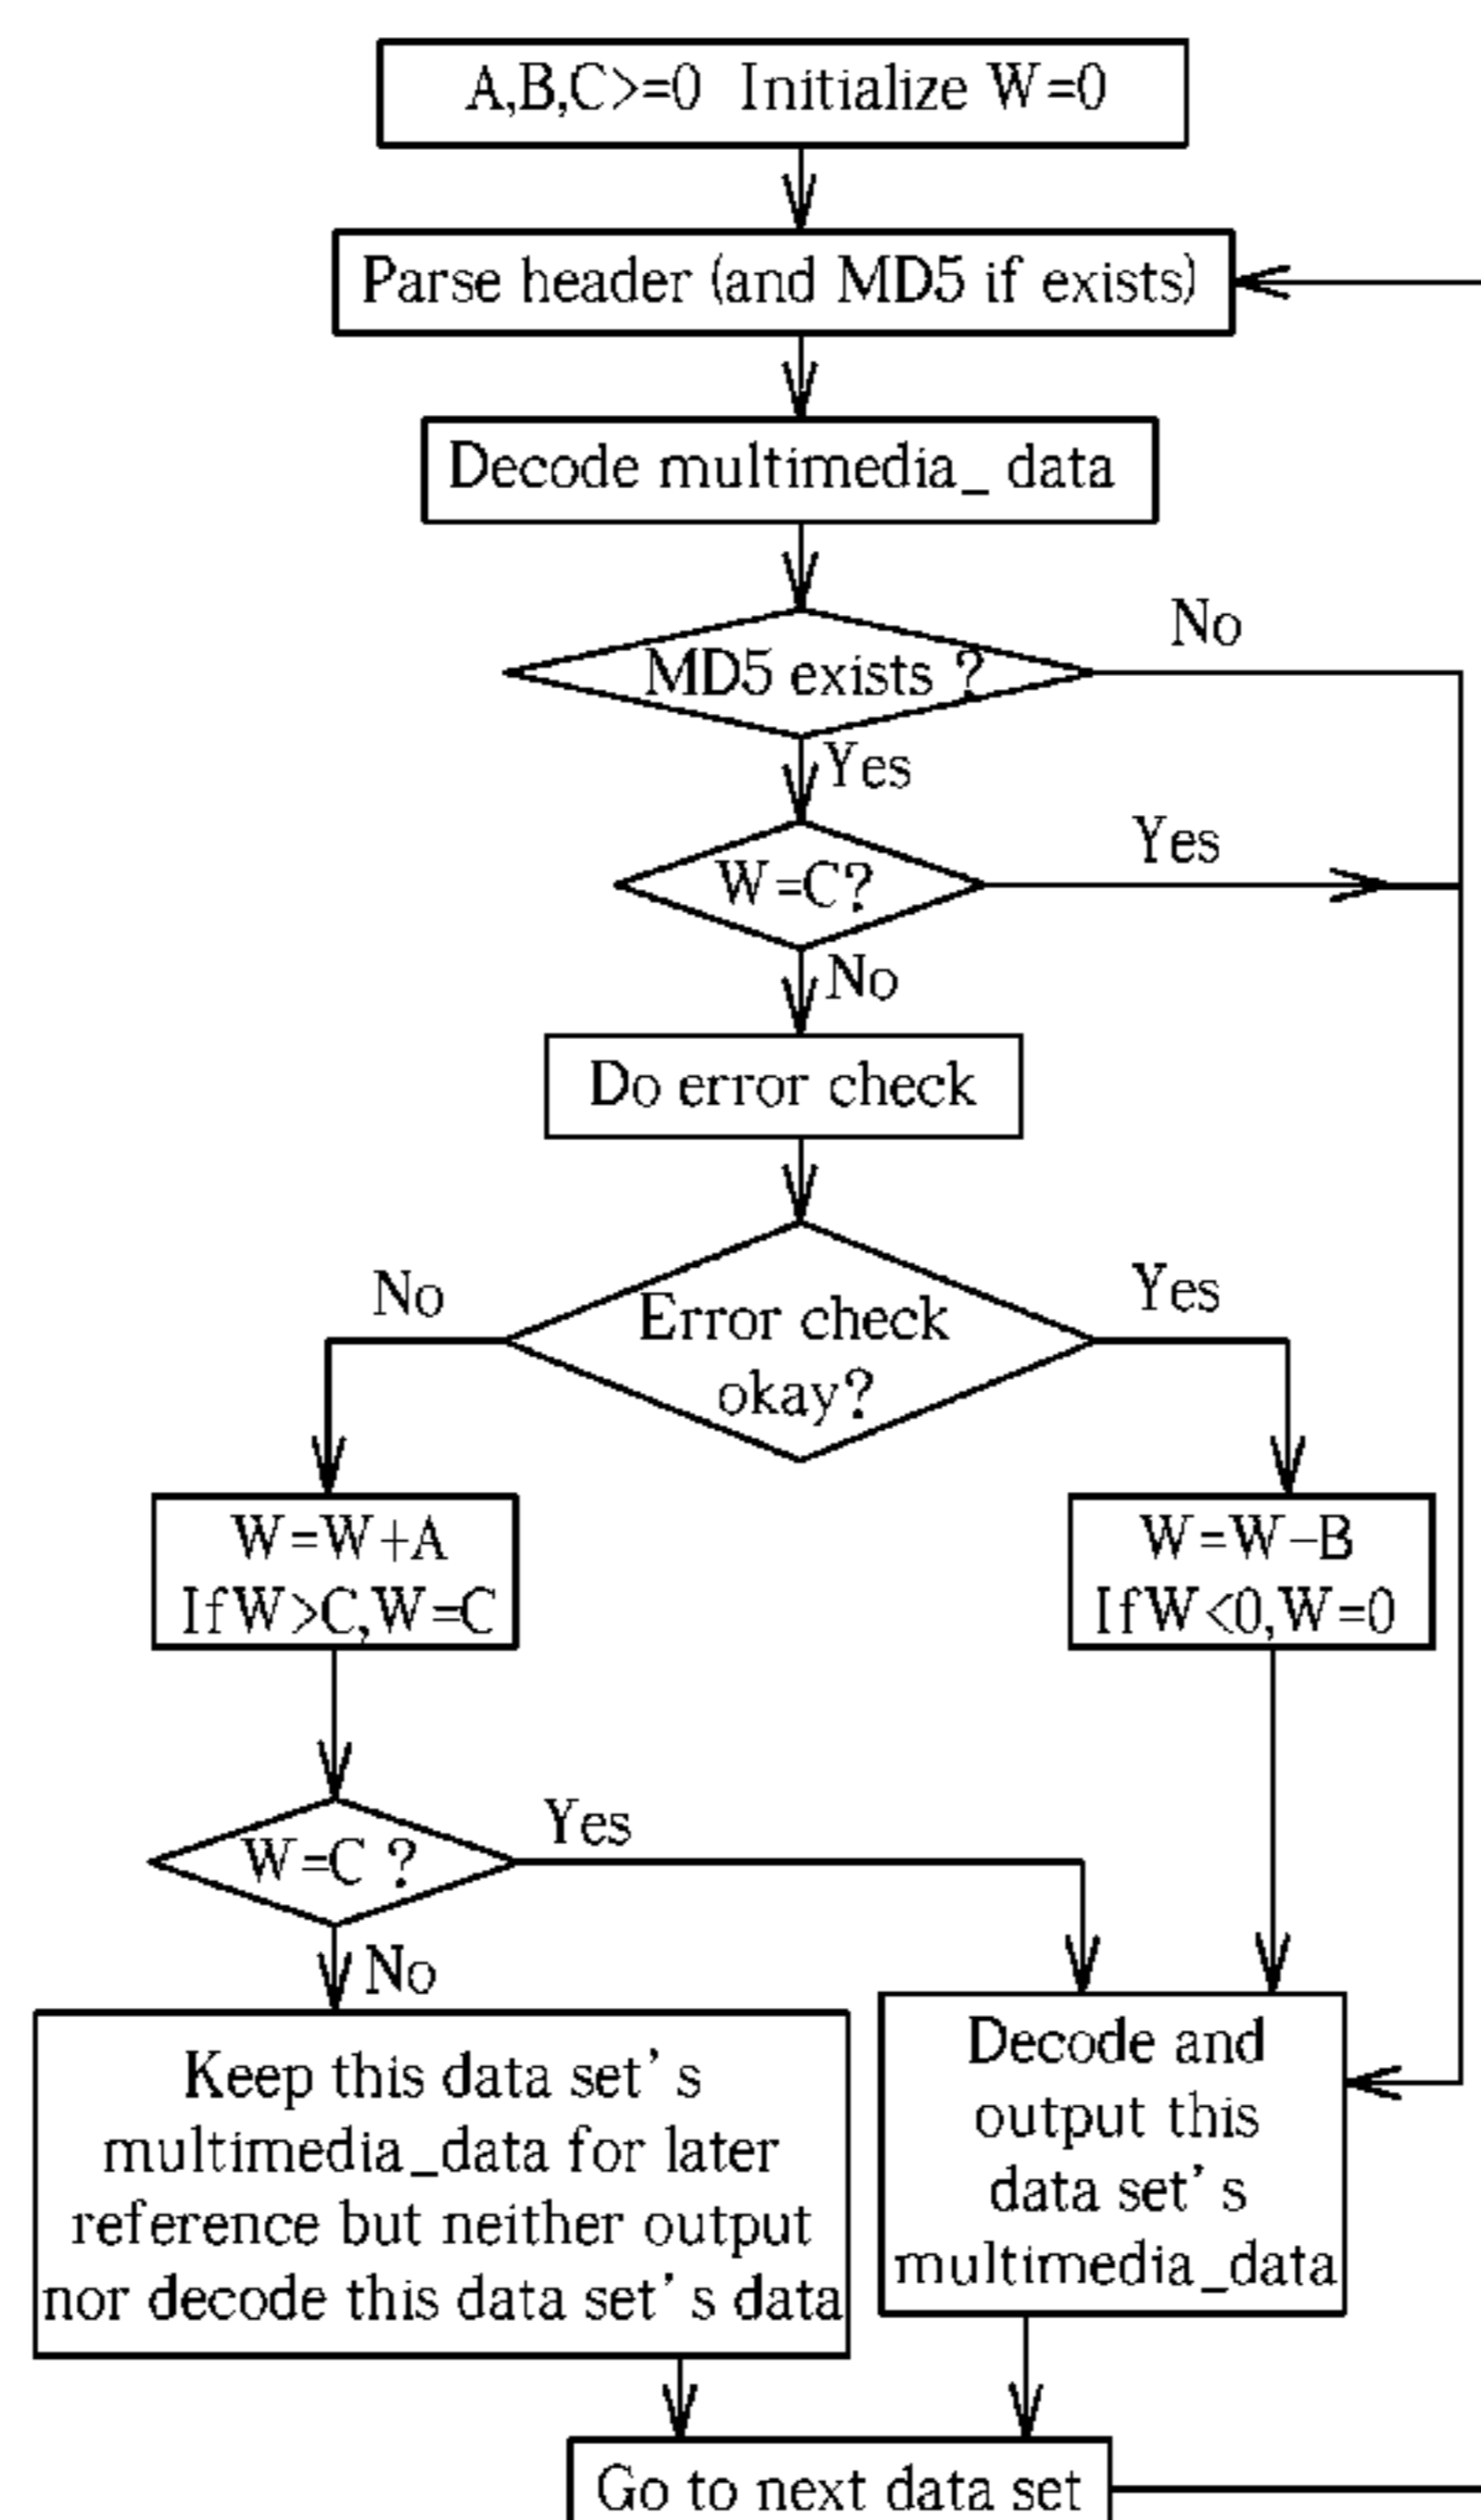 A,B,C>=0 Initialize W=0
Parse header (and MD5 if exists)
Decode multimedia_ data
MD5 exists ?
No
Yes
W=C?
Yes
No
Do error check
Error check
okay?
No
Yes
W=W+A
If W>C,W=C
W=W-B
If W<0,W=0
W=C ?
Yes
No
Keep this data set's
multimedia_data for later
reference but neither output
nor decode this data set's data
Decode and
output this
data set's
multimedia_data
Go to next data set